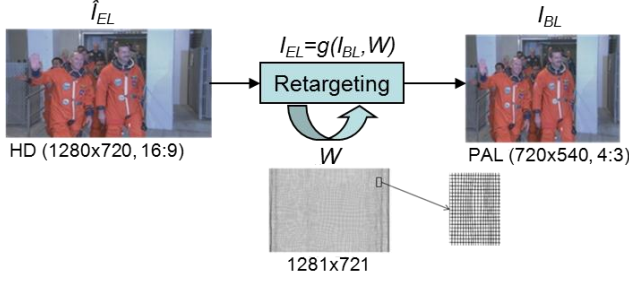 Î_EL
I_BL
I_EL=g(I_BL,W)
Retargeting
W
HD (1280x720, 16:9)
PAL (720x540, 4:3)
1281x721